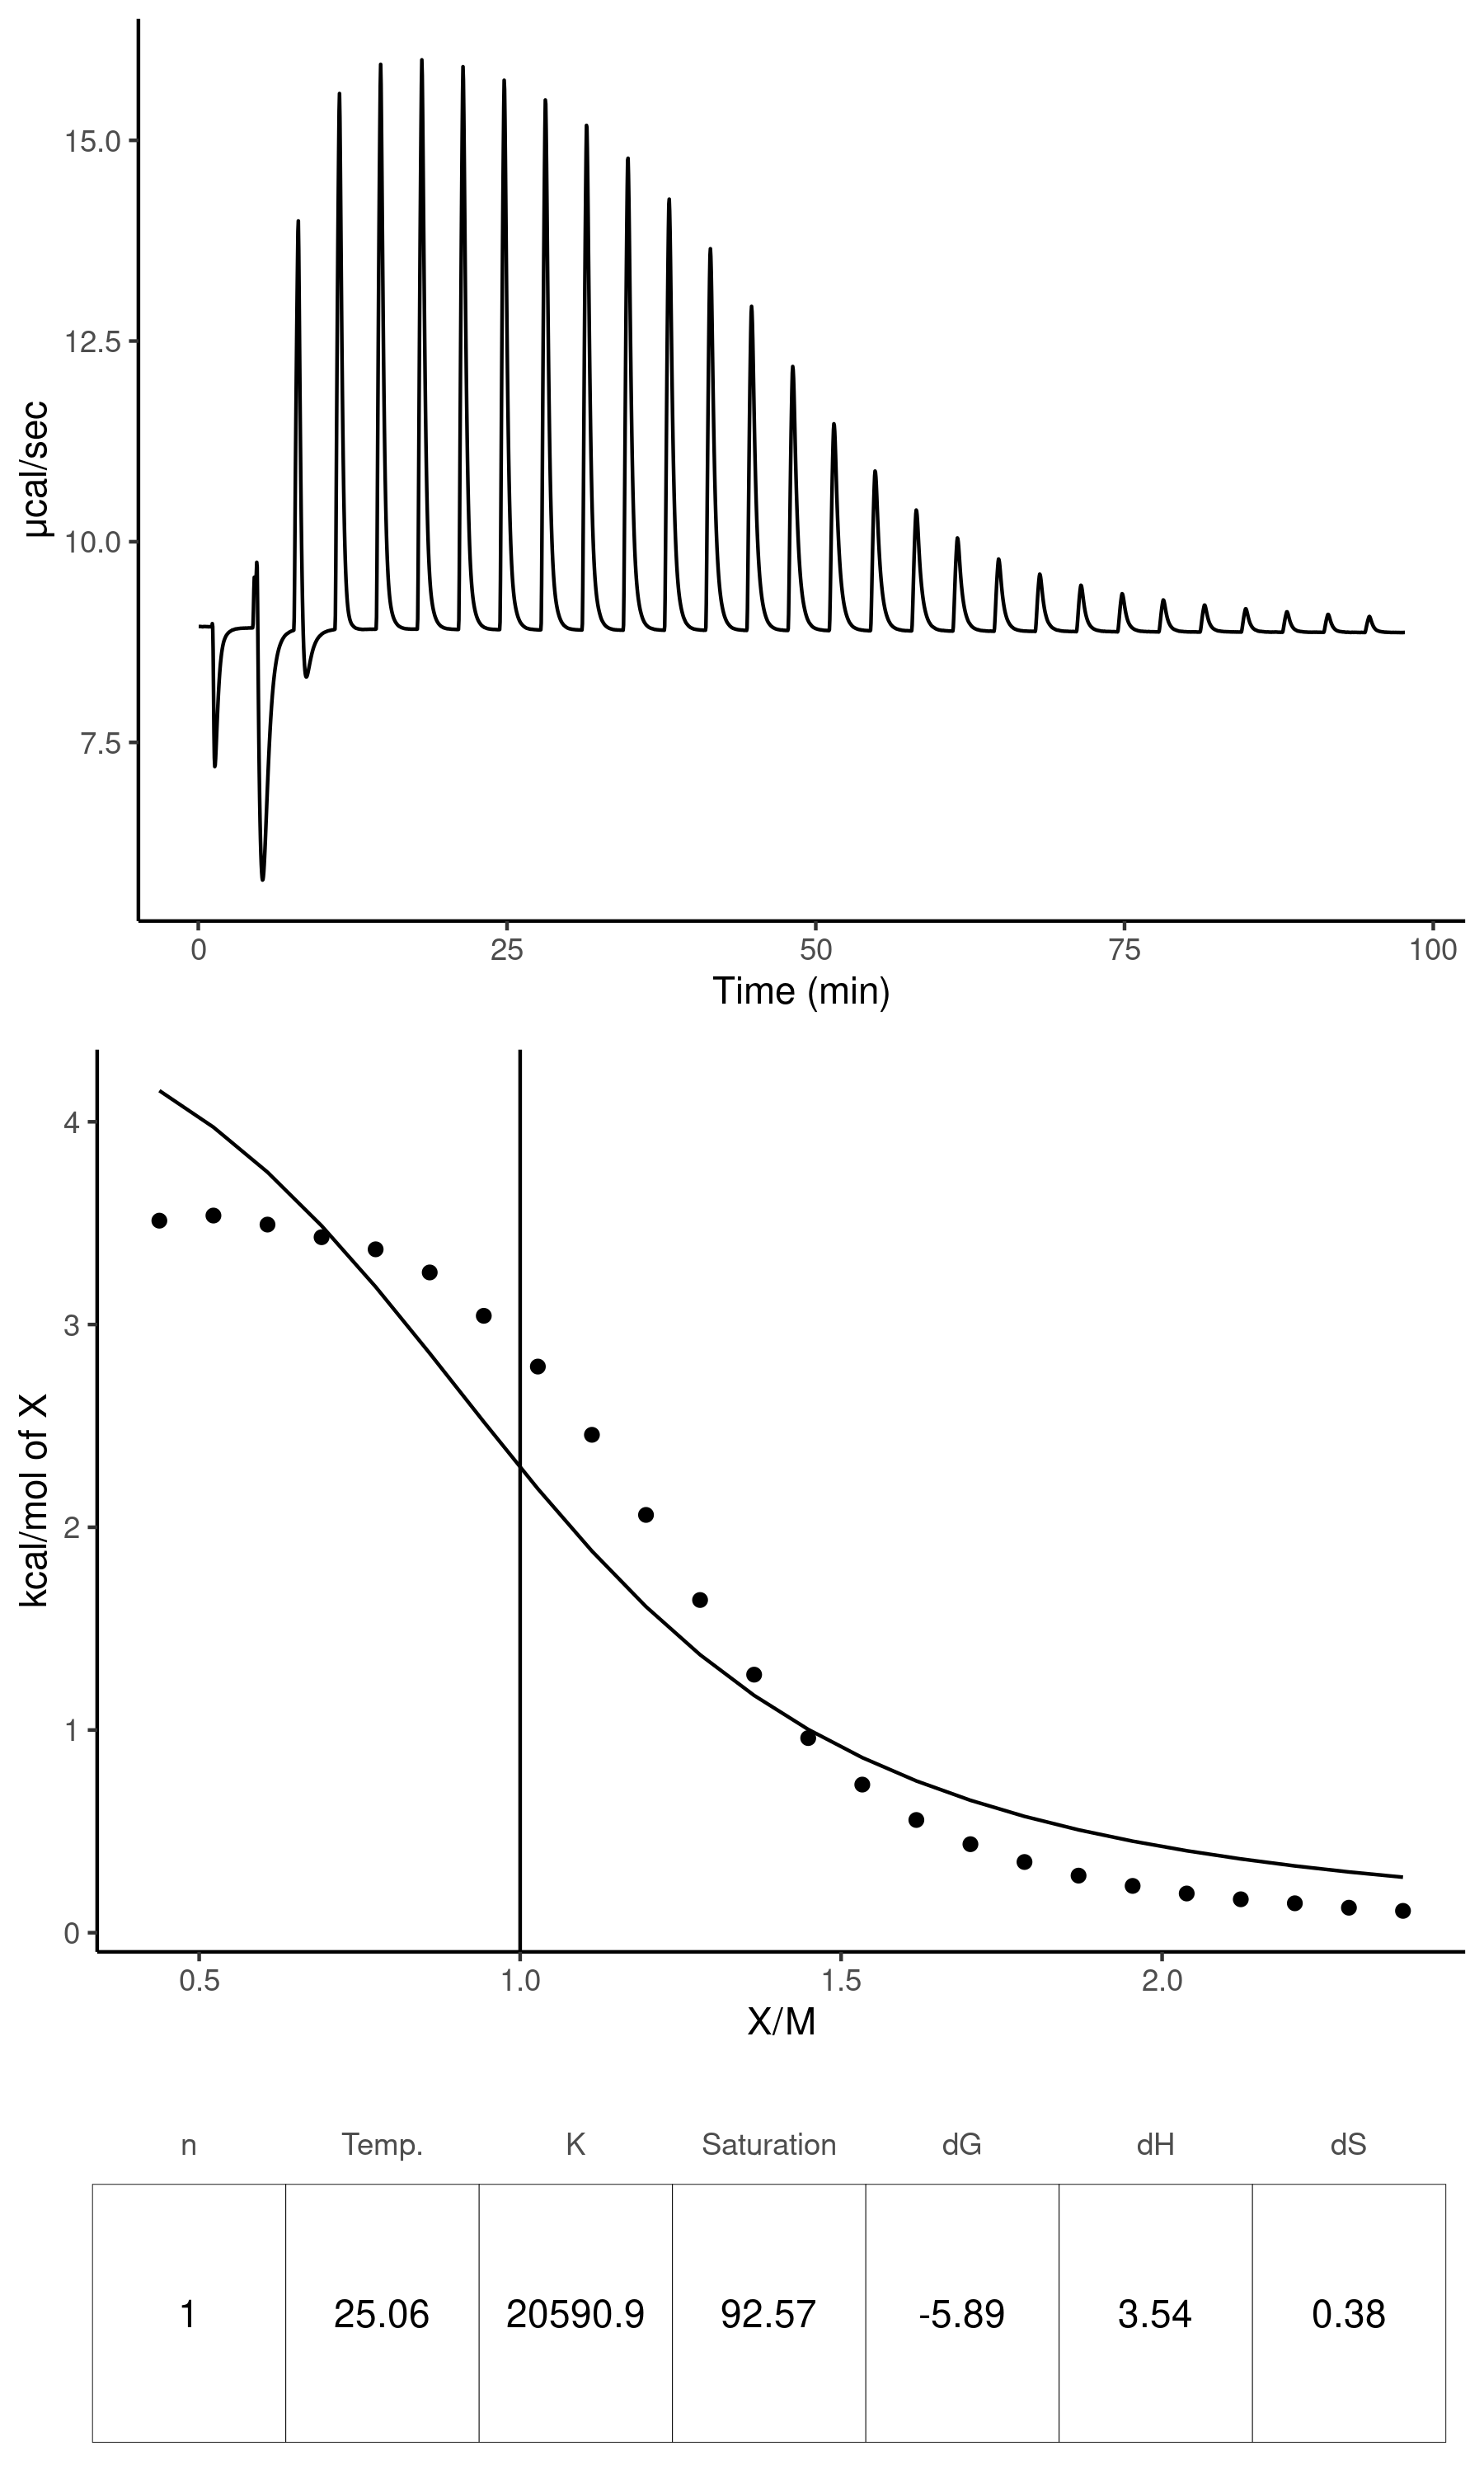 15.0
12.5
10.0
7.5
µcal/sec
0 25 50 75 100
Time (min)
4
3
2
1
0
kcal/mol of X
0.5 1.0 1.5 2.0
X/M
n Temp. K Saturation dG dH dS
1 25.06 20590.9 92.57 -5.89 3.54 0.38